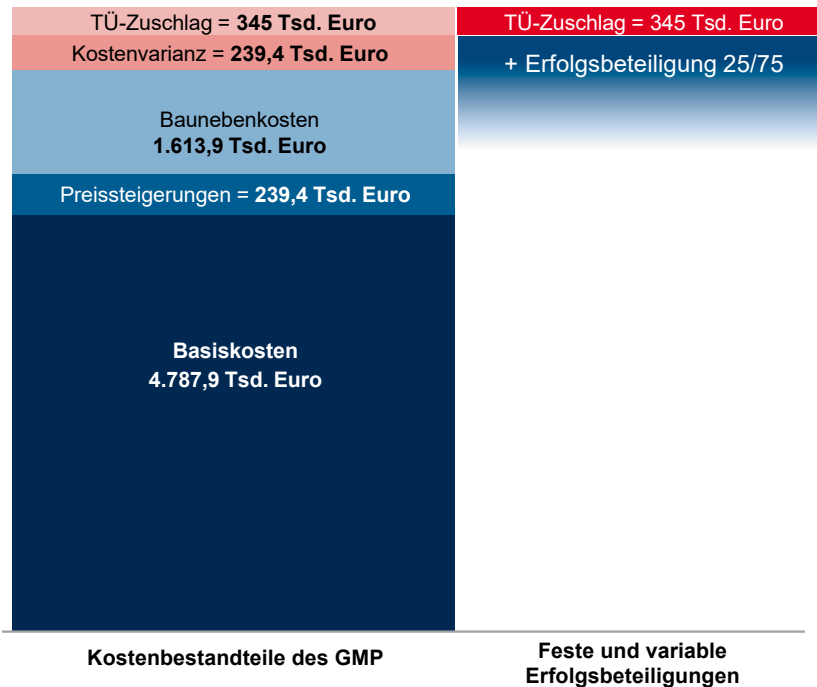 TÜ-Zuschlag = 345 Tsd. Euro
Kostenvarianz = 239,4 Tsd. Euro
Baunebenkosten
1.613,9 Tsd. Euro
Preissteigerungen = 239,4 Tsd. Euro
Basiskosten
4.787,9 Tsd. Euro
Kostenbestandteile des GMP
TÜ-Zuschlag = 345 Tsd. Euro
+ Erfolgsbeteiligung 25/75
Feste und variable
Erfolgsbeteiligungen